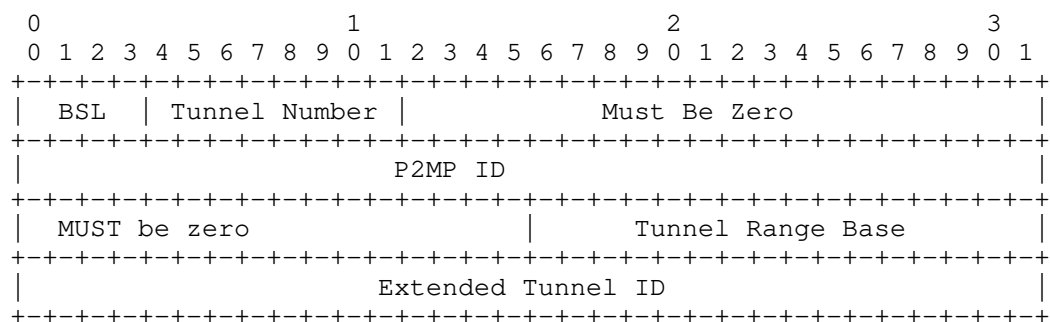 0                   1                   2                   3
 0 1 2 3 4 5 6 7 8 9 0 1 2 3 4 5 6 7 8 9 0 1 2 3 4 5 6 7 8 9 0 1
+-+-+-+-+-+-+-+-+-+-+-+-+-+-+-+-+-+-+-+-+-+-+-+-+-+-+-+-+-+-+-+-+
|  BSL  | Tunnel Number |            Must Be Zero               |
+-+-+-+-+-+-+-+-+-+-+-+-+-+-+-+-+-+-+-+-+-+-+-+-+-+-+-+-+-+-+-+-+
|                       P2MP ID                                 |
+-+-+-+-+-+-+-+-+-+-+-+-+-+-+-+-+-+-+-+-+-+-+-+-+-+-+-+-+-+-+-+-+
|  MUST be zero                 |      Tunnel Range Base        |
+-+-+-+-+-+-+-+-+-+-+-+-+-+-+-+-+-+-+-+-+-+-+-+-+-+-+-+-+-+-+-+-+
|                      Extended Tunnel ID                       |
+-+-+-+-+-+-+-+-+-+-+-+-+-+-+-+-+-+-+-+-+-+-+-+-+-+-+-+-+-+-+-+-+